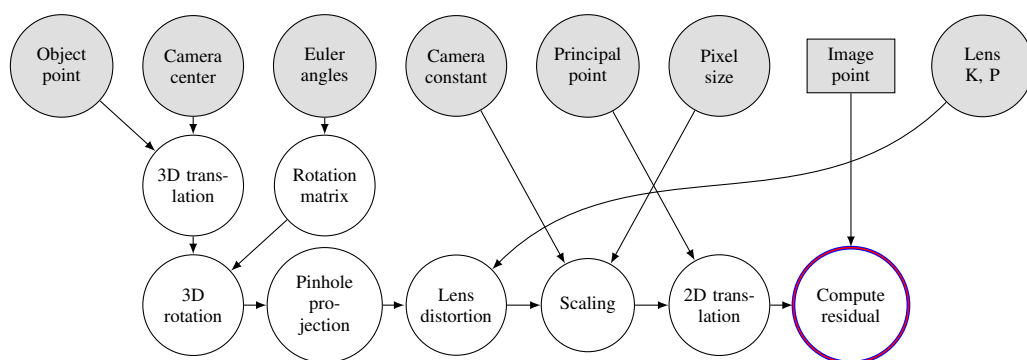 Object
point
Camera
center
Euler
angles
Camera
constant
Principal
point
Pixel
size
Image
point
Lens
K, P
3D trans-
lation
Rotation
matrix
3D
rotation
Pinhole
pro-
jection
Lens
distortion
Scaling
2D trans-
lation
Compute
residual